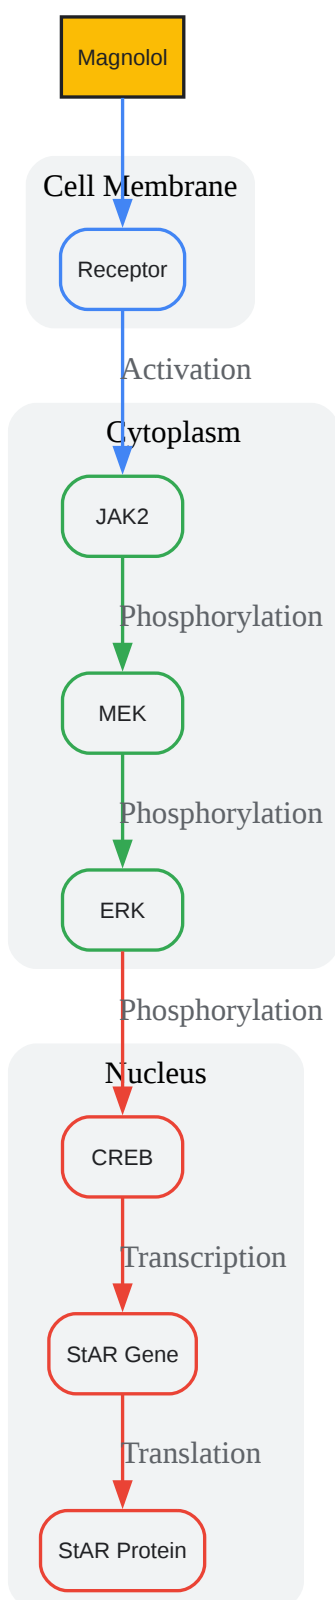 Magnolol
Cell Membrane
Receptor
Activation
Cytoplasm
JAK2
Phosphorylation
MEK
Phosphorylation
ERK
Phosphorylation
Nucleus
CREB
Transcription
StAR Gene
Translation
StAR Protein